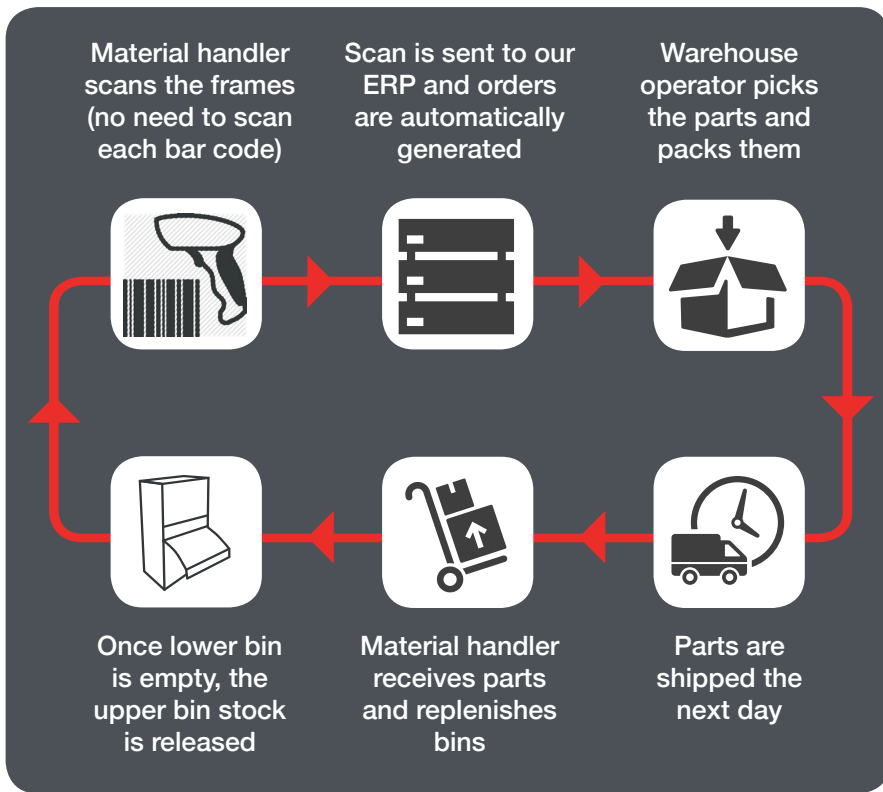 Material handler
scans the frames
(no need to scan
each bar code)
Scan is sent to our
ERP and orders
are automatically
generated
Warehouse
operator picks
the parts and
packs them
Once lower bin
is empty, the
upper bin stock
is released
Material handler
receives parts
and replenishes
bins
Parts are
shipped the
next day